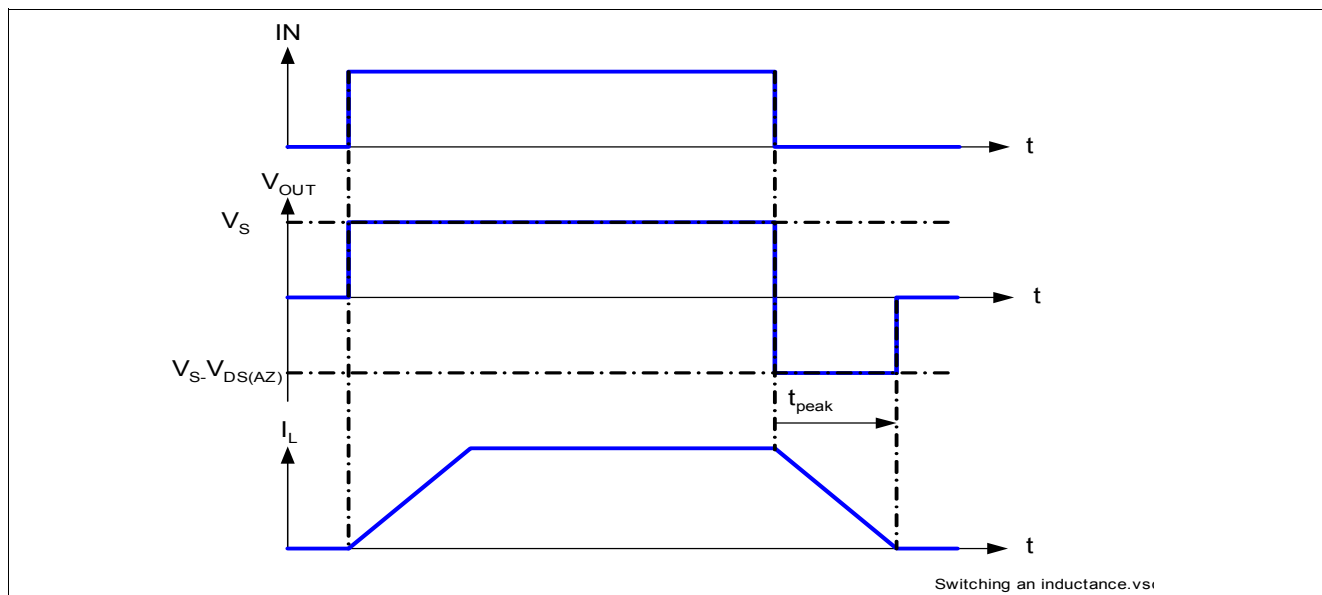 IN
t
V_OUT
V_S
t
V_S-V_DS(AZ)
t_peak
I_L
t
Switching an inductance.vs